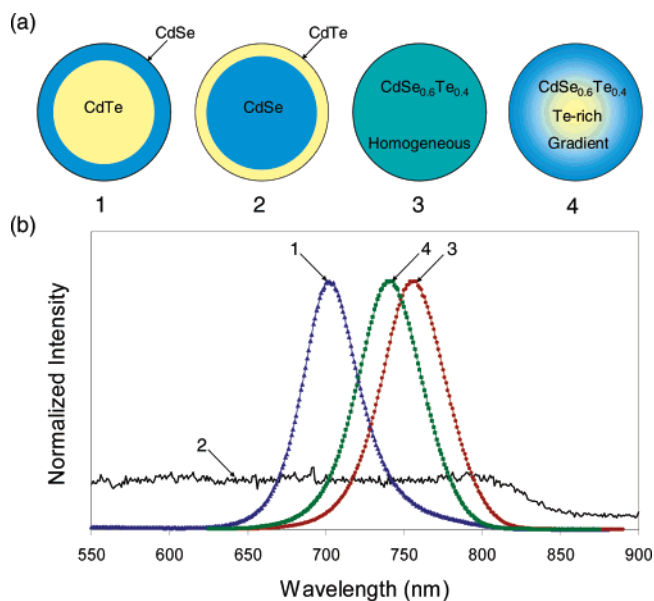 (a)
CdSe
CdTe
CdTe
CdSe
CdSe0.6Te0.4
Homogeneous
CdSe0.6Te0.4
Te-rich
Gradient
1 2 3 4
(b)
1 4 3
2
Normalized Intensity
550 600 650 700 750 800 850 900
Wavelength (nm)